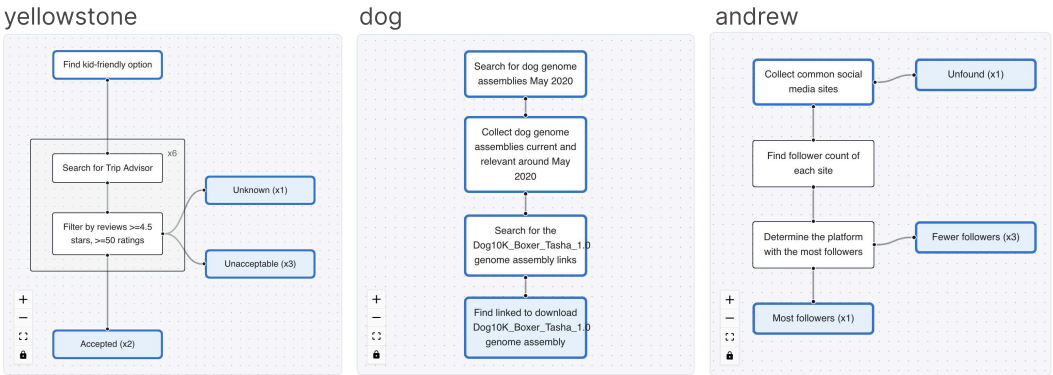 yellowstone
Find kid-friendly option
x6
Search for Trip Advisor
Filter by reviews >=4.5
stars, >=50 ratings
Unknown (x1)
Unacceptable (x3)
Accepted (x2)
dog
Search for dog genome
assemblies May 2020
Collect dog genome
assemblies current and
relevant around May
2020
Search for the
Dog10K_Boxer_Tasha_1.0
genome assembly links
Find linked to download
Dog10K_Boxer_Tasha_1.0
genome assembly
andrew
Collect common social
media sites
Unfound (x1)
Find follower count of
each site
Determine the platform
with the most followers
Fewer followers (x3)
Most followers (x1)